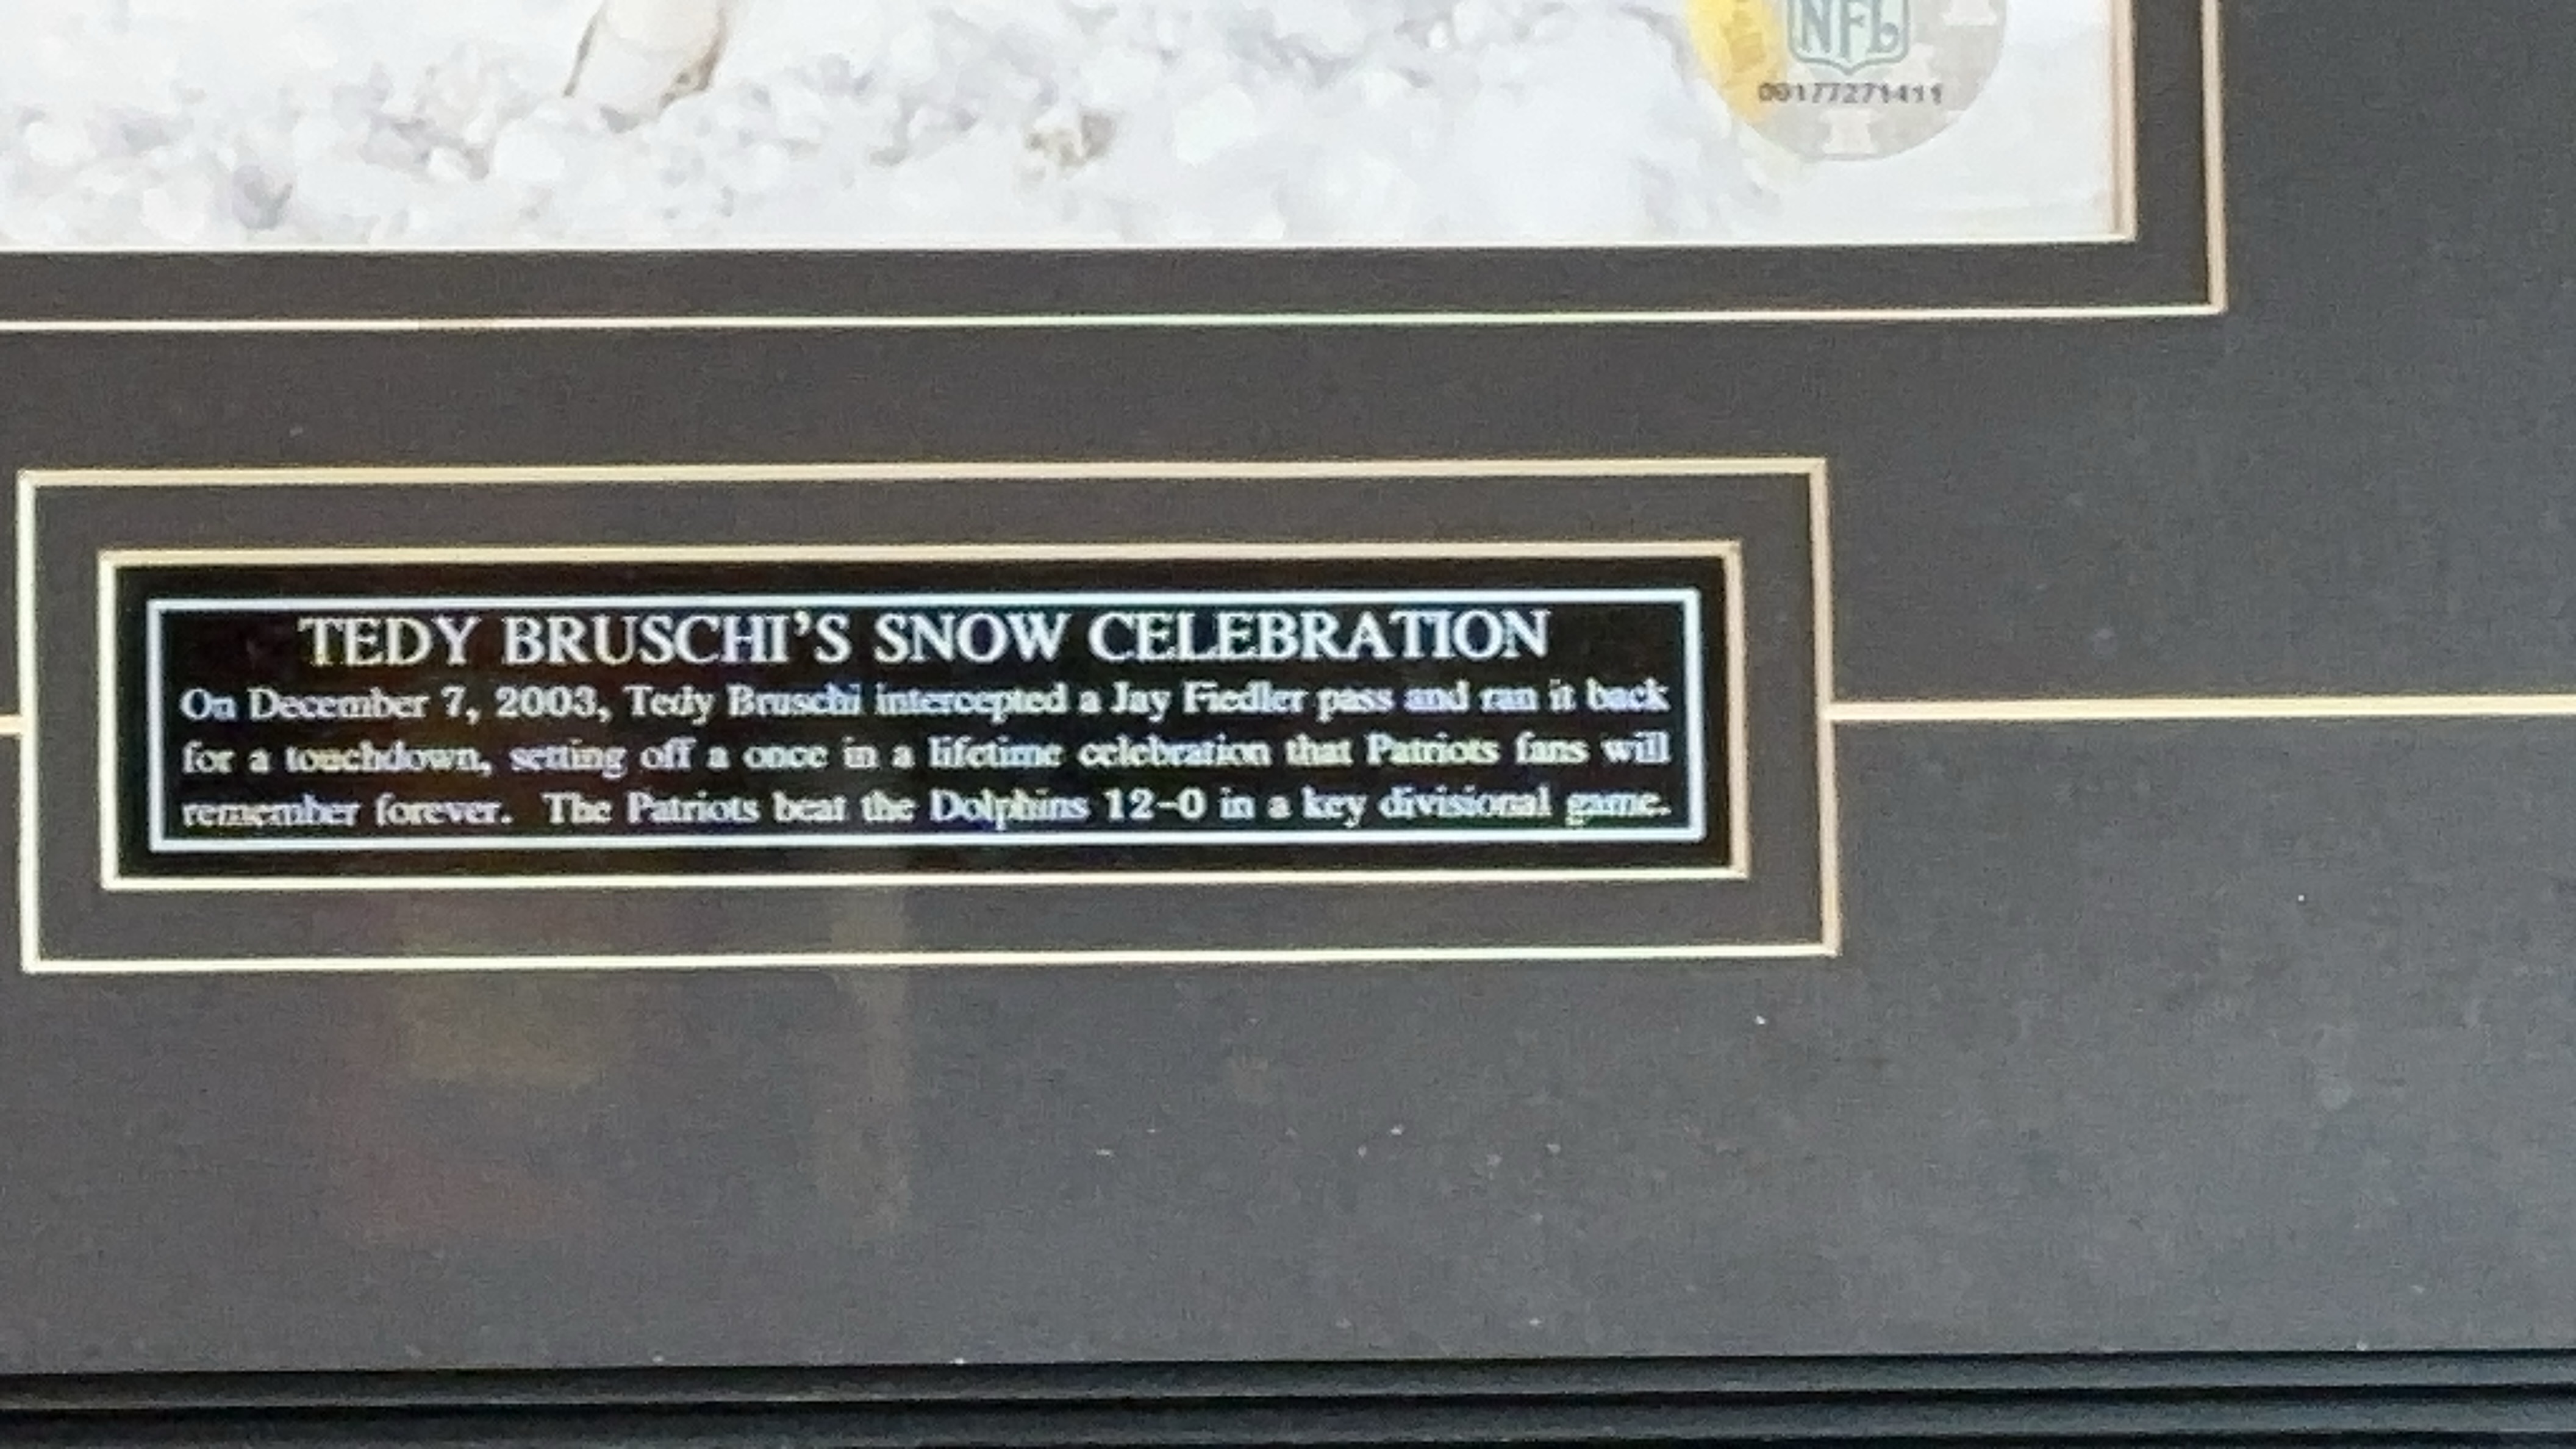 NFL
00177271411
TEDY BRUSCHI'S SNOW CELEBRATION
On December 7, 2003, Tedy Bruschi intercepted a Jay Fiedler pass and ran it back
for a touchdown, setting off a once in a lifetime celebration that Patriots fans will
remember forever. The Patriots beat the Dolphins 12-0 in a key divisional game.